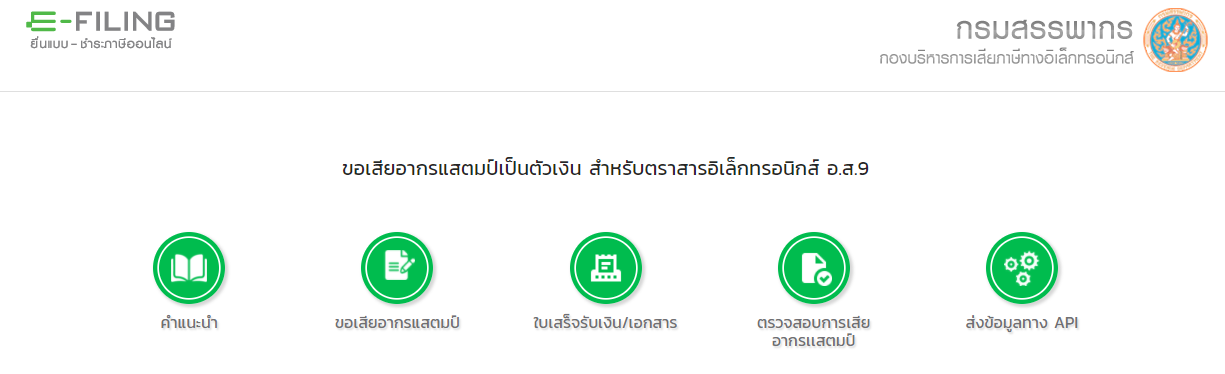 E-FILING
ยื่นแบบ - ชำระภาษีออนไลน์
กรมสรรพากร
กองบริหารการเสียภาษีทางอิเล็กทรอนิกส์
ขอเสียอากรแสตมป์เป็นตัวเงิน สำหรับตราสารอิเล็กทรอนิกส์ อ.ส.9
คำแนะนำ
ขอเสียอากรแสตมป์
ใบเสร็จรับเงิน/เอกสาร
ตรวจสอบการเสีย
อากรแสตมป์
ส่งข้อมูลทาง API